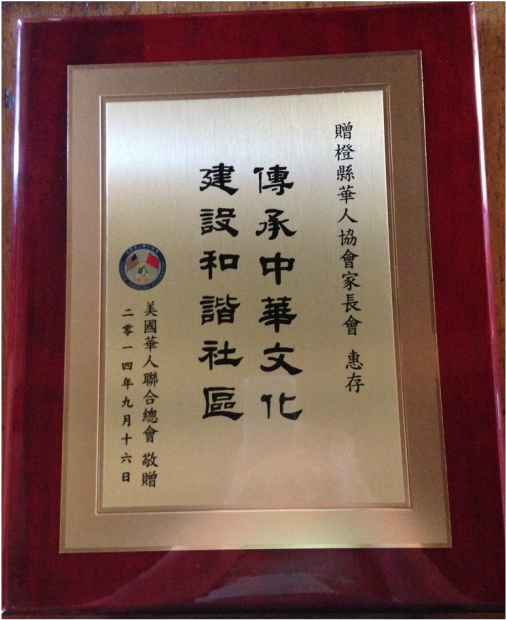 贈橙縣華人協會家長會 惠存
傳承中華文化
建設和諧社區
美國華人聯合總會 敬贈
二零一四年九月十六日